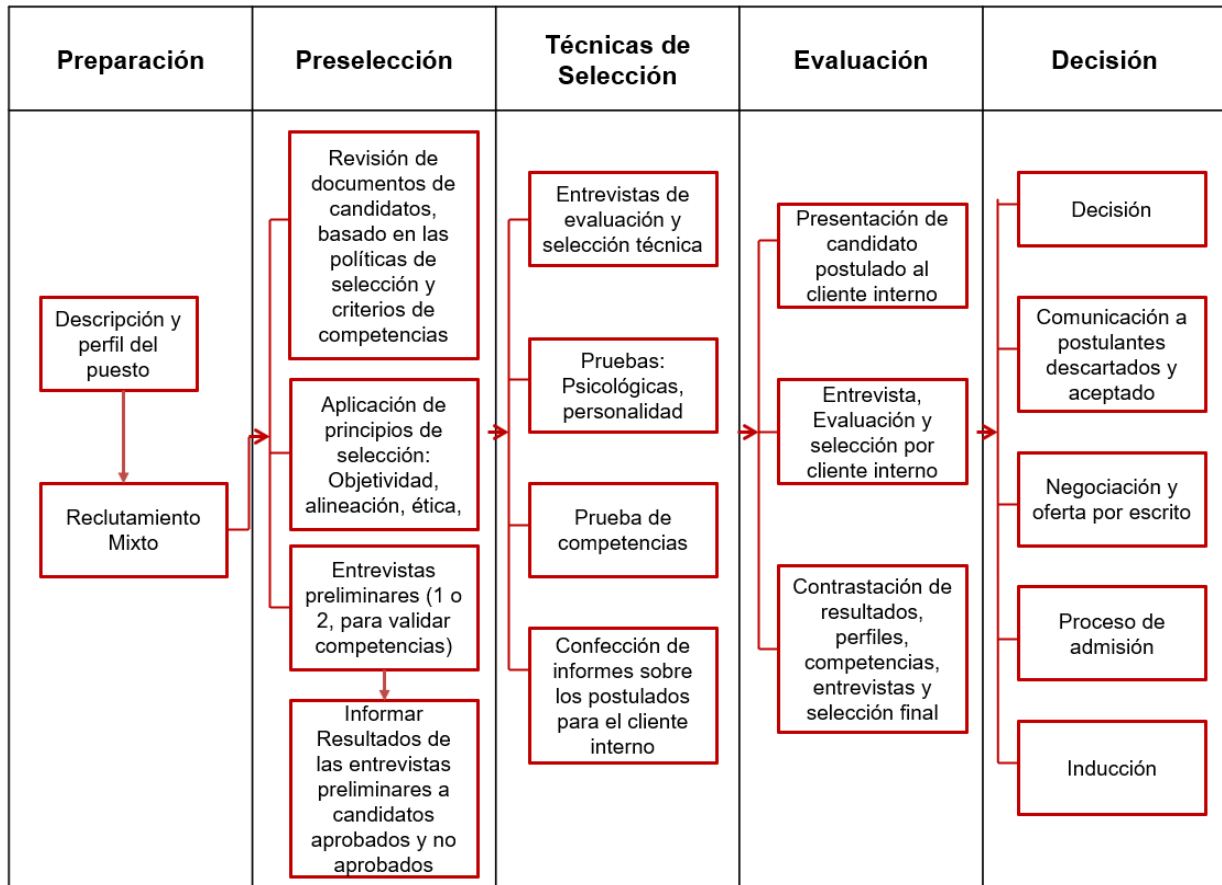 Preparación
Preselección
Técnicas de
Selección
Evaluación
Decisión
Descripción y
perfil del
puesto
Reclutamiento
Mixto
Revisión de
documentos de
candidatos,
basado en las
políticas de
selección y
criterios de
competencias
Aplicación de
principios de
selección:
Objetividad,
alineación, ética,
Entrevistas
preliminares (1 o
2, para validar
competencias)
Informar
Resultados de
las entrevistas
preliminares a
candidatos
aprobados y no
aprobados
Entrevistas de
evaluación y
selección técnica
Pruebas:
Psicológicas,
personalidad
Prueba de
competencias
Confección de
informes sobre
los postulados
para el cliente
interno
Presentación de
candidato
postulado al
cliente interno
Entrevista,
Evaluación y
selección por
cliente interno
Contrastación de
resultados,
perfiles,
competencias,
entrevistas y
selección final
Decisión
Comunicación a
postulantes
descartados y
aceptado
Negociación y
oferta por escrito
Proceso de
admisión
Inducción